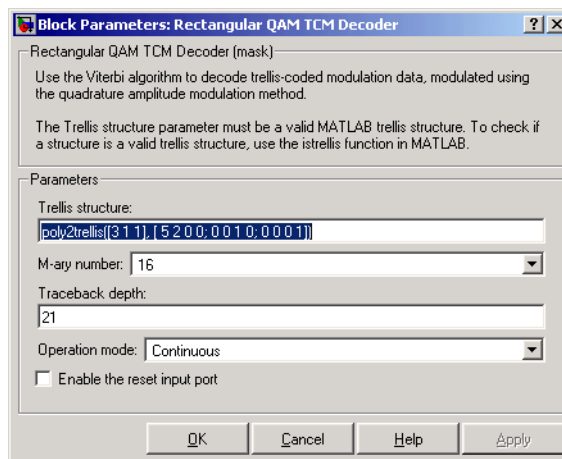 Block Parameters: Rectangular QAM TCM Decoder
Rectangular QAM TCM Decoder (mask)
Use the Viterbi algorithm to decode trellis-coded modulation data, modulated using
the quadrature amplitude modulation method.
The Trellis structure parameter must be a valid MATLAB trellis structure. To check if
a structure is a valid trellis structure, use the istrellis function in MATLAB.
Parameters
Trellis structure:
poly2trellis([3 1 1], [ 5 2 0 0; 0 0 1 0; 0 0 0 1])
M-ary number: 16
Traceback depth:
21
Operation mode: Continuous
Enable the reset input port
OK Cancel Help Apply